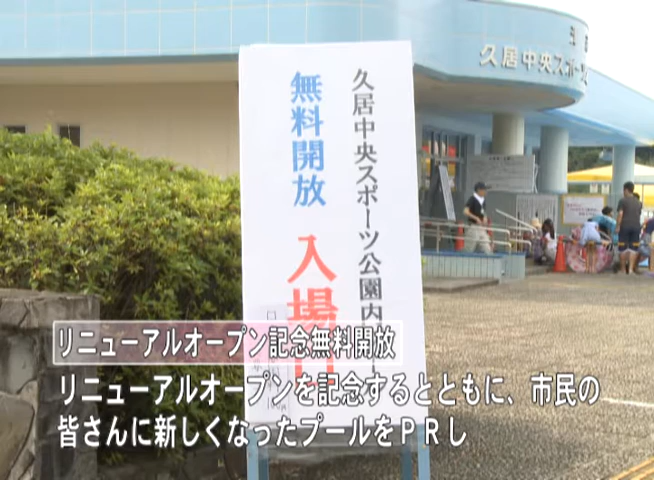 久居中央スポ
久居中央スポーツ公園内
無料開放
入場
リニューアルオープン記念無料開放
リニューアルオープンを記念するとともに、市民の
皆さんに新しくなったプールをPRし